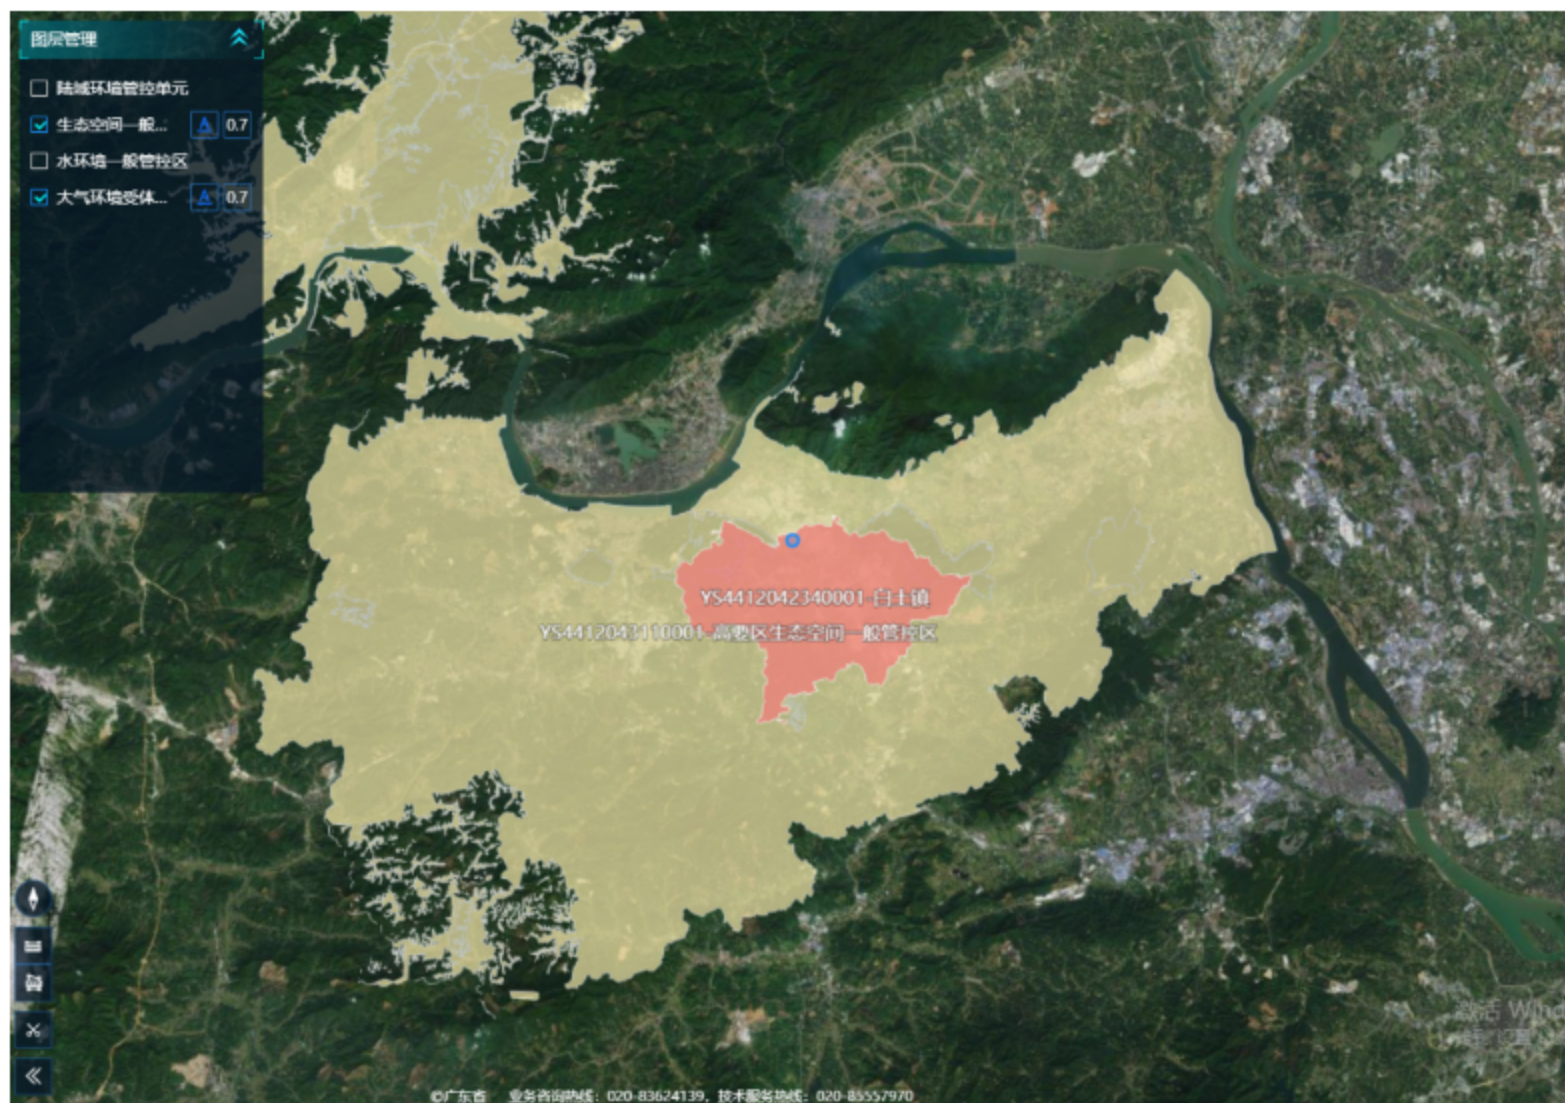 图层管理
陆域环境管控单元
生态空间一般...
0.7
水环境一般管控区
大气环境受体...
0.7
YS4412042340001-白土镇
YS4412043110001-高要区生态空间一般管控区
激活 Win
©广东省 业务咨询热线：020-83624139，技术服务热线：020-85557970